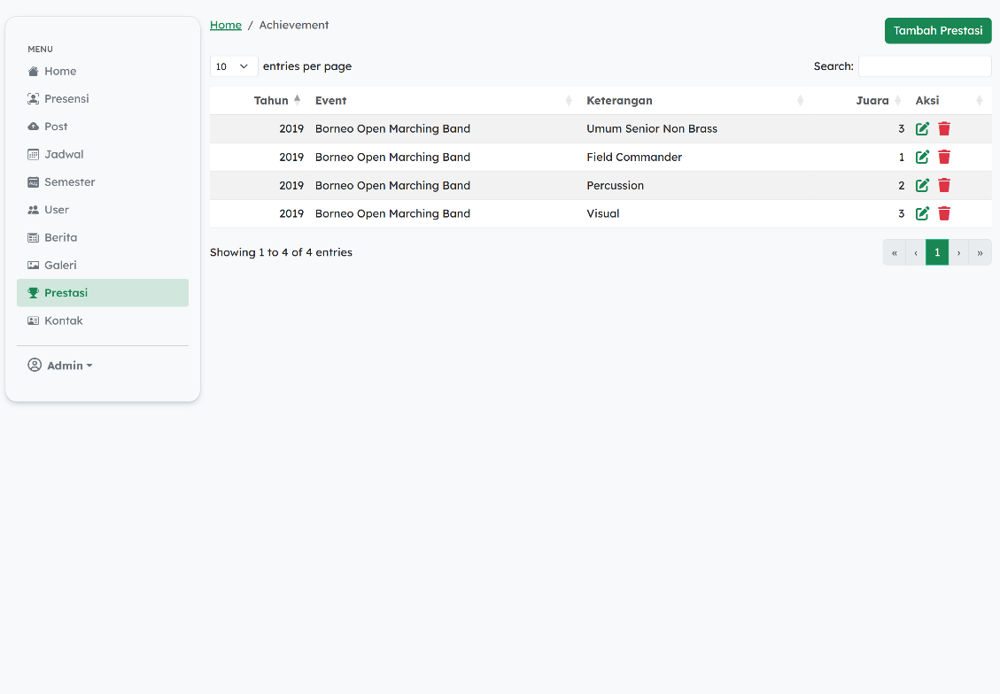 MENU
Home
Presensi
Post
Jadwal
Semester
User
Berita
Galeri
Prestasi
Kontak
Admin
Home / Achievement
Tambah Prestasi
10 entries per page
Search:
Tahun Event Keterangan Juara Aksi
2019 Borneo Open Marching Band Umum Senior Non Brass 3
2019 Borneo Open Marching Band Field Commander 1
2019 Borneo Open Marching Band Percussion 2
2019 Borneo Open Marching Band Visual 3
Showing 1 to 4 of 4 entries
« ‹ 1 › »